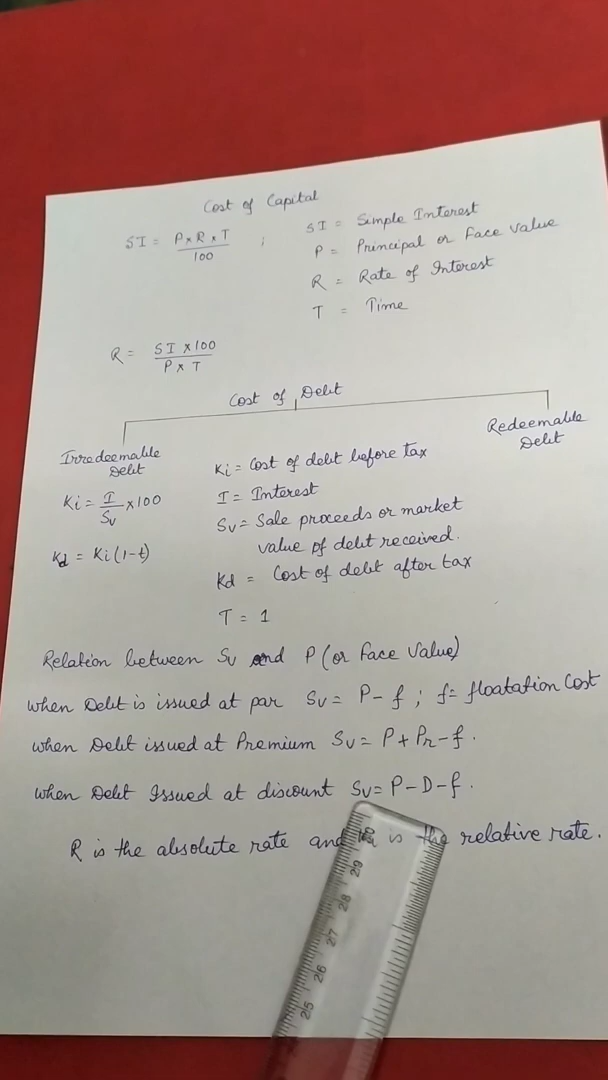 Cost of Capital
SI = P x R x T / 100 ; SI = Simple Interest
P = Principal or Face Value
R = Rate of Interest
T = Time
R = SI x 100 / P x T
Cost of Debt
Irredeemable Debt
Redeemable Debt
Ki = I / Sv x 100
Kd = Ki (1-t)
Ki = Cost of debt before tax
I = Interest
Sv = Sale proceeds or market
value of debt received.
Kd = Cost of debt after tax
T = 1
Relation between Sv and P (or Face Value)
when Debt is issued at par Sv = P - f ; f = floatation Cost
when Debt issued at Premium Sv = P + Pr - f.
when Debt Issued at discount Sv = P - D - f.
R is the absolute rate and is the relative rate.
25 26 27 28 29 30